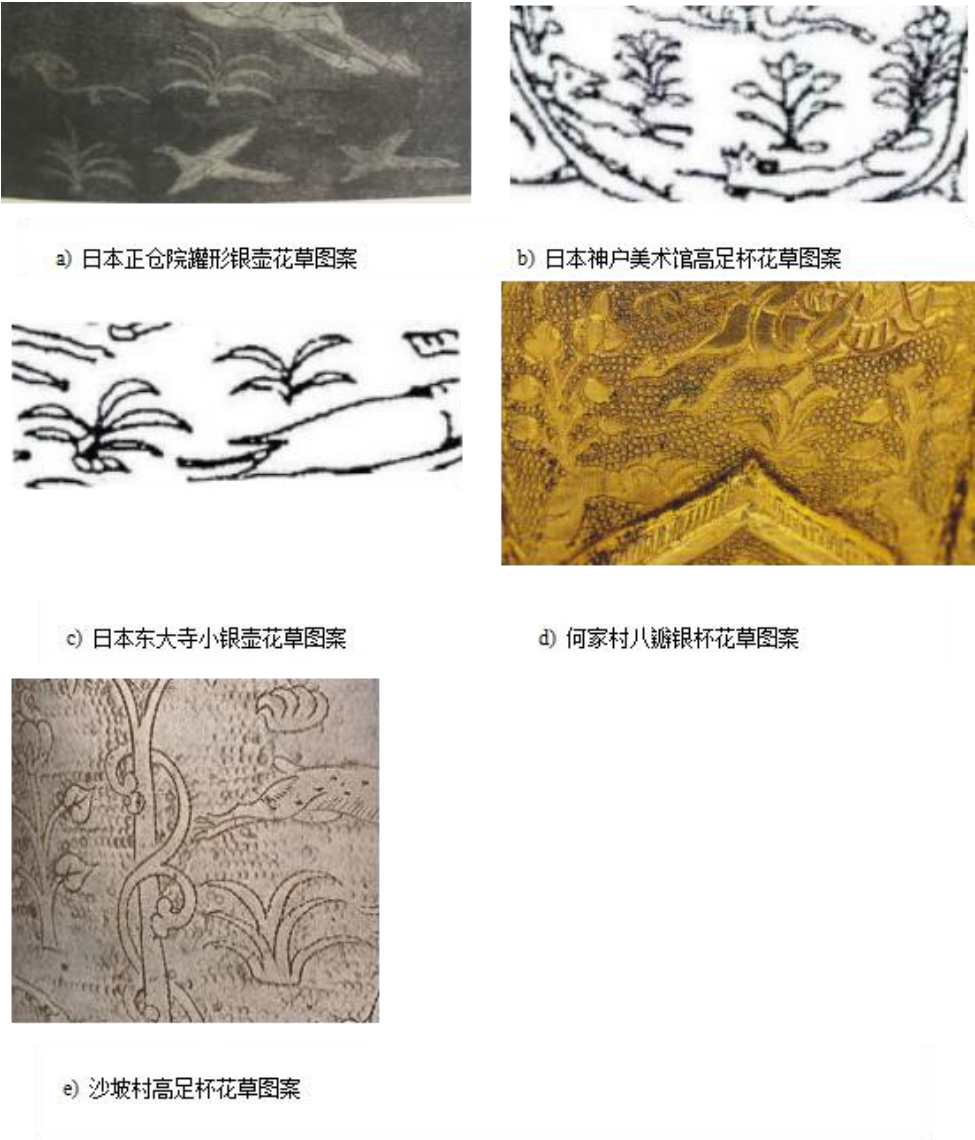 a) 日本正仓院罐形银壶花草图案
b) 日本神户美术馆高足杯花草图案
c) 日本东大寺小银壶花草图案
d) 何家村八瓣银杯花草图案
e) 沙坡村高足杯花草图案